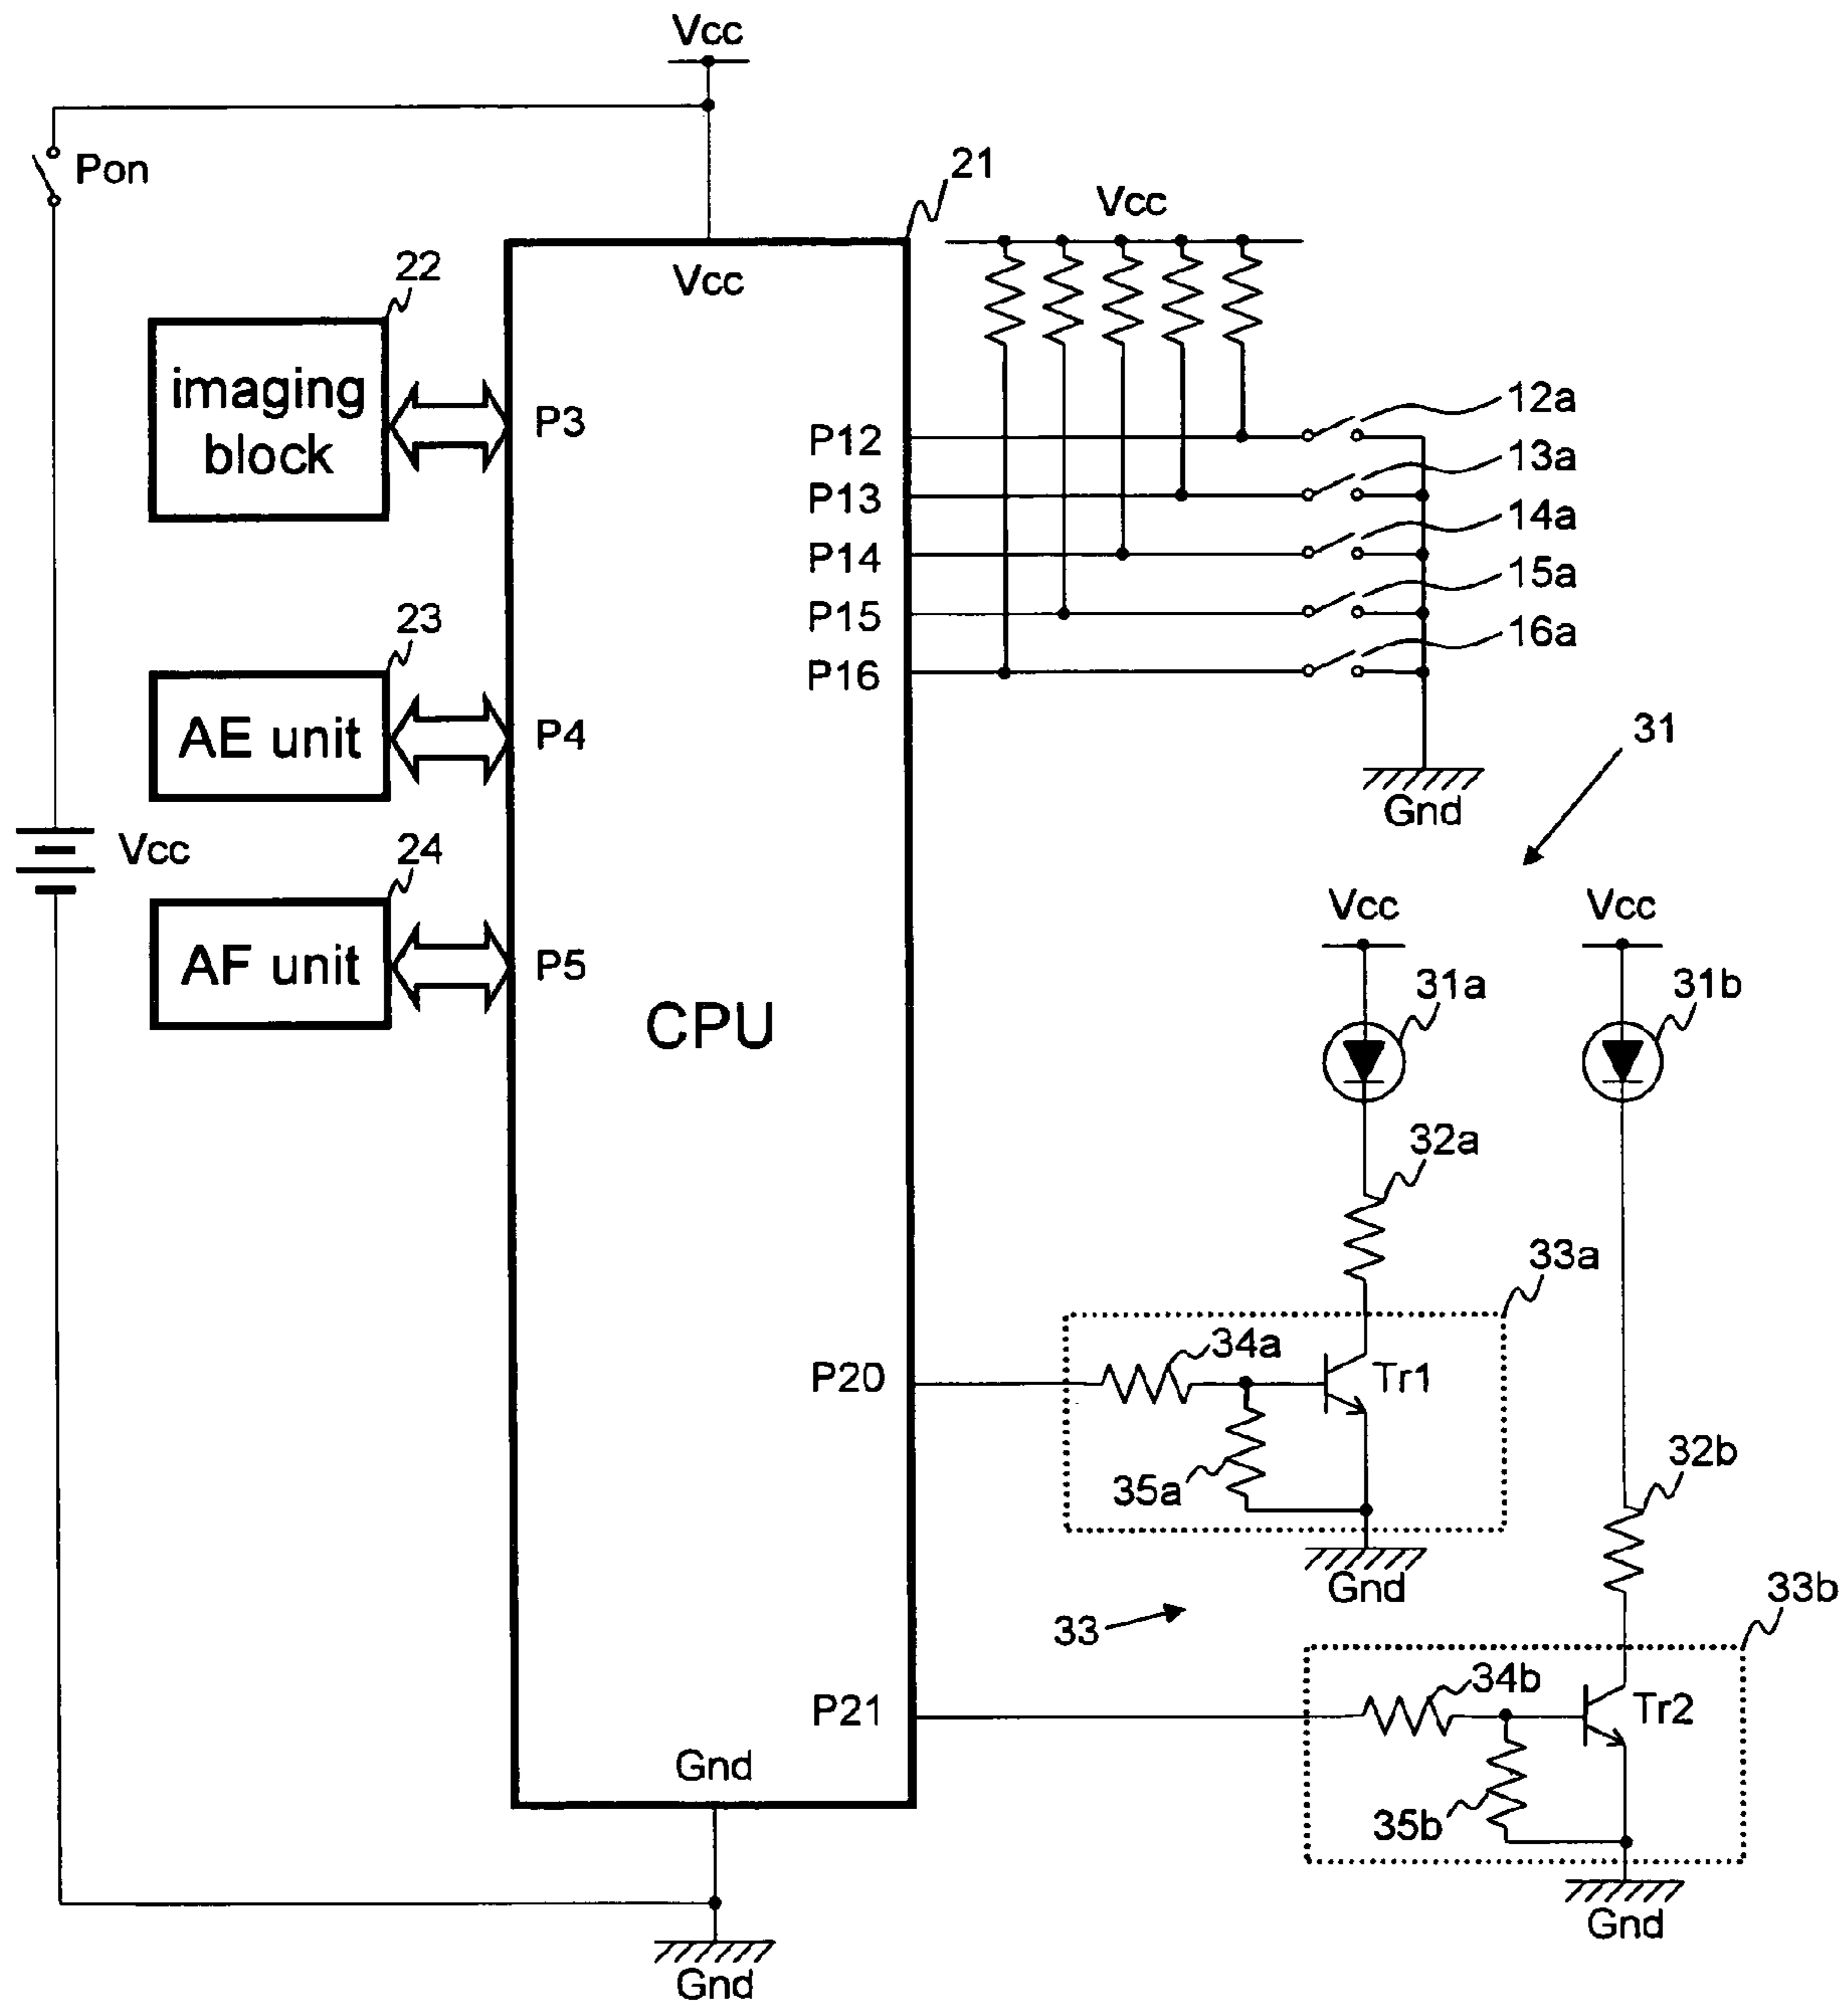 Vcc
Pon
21
Vcc
22
Vcc
imaging
block
P3
P12
12a
P13
13a
P14
14a
P15
15a
P16
16a
23
AE unit
P4
31
Gnd
Vcc
24
AF unit
P5
CPU
Vcc
Vcc
31a
31b
32a
33a
P20
34a
Tr1
35a
32b
Gnd
33
33b
P21
34b
Tr2
35b
Gnd
Gnd
Gnd